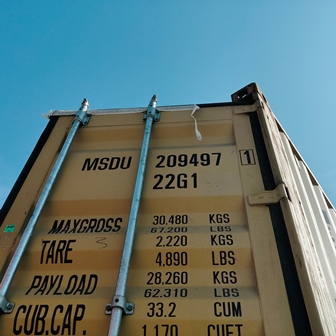 MSDU 209497 1
22G1
MAXGROSS 30.480 KGS
67.200 LBS
TARE 2,220 KGS
4,890 LBS
PAYLOAD 28,260 KGS
62.310 LBS
CUB.CAP. 33.2 CUM
1,170 CUFT